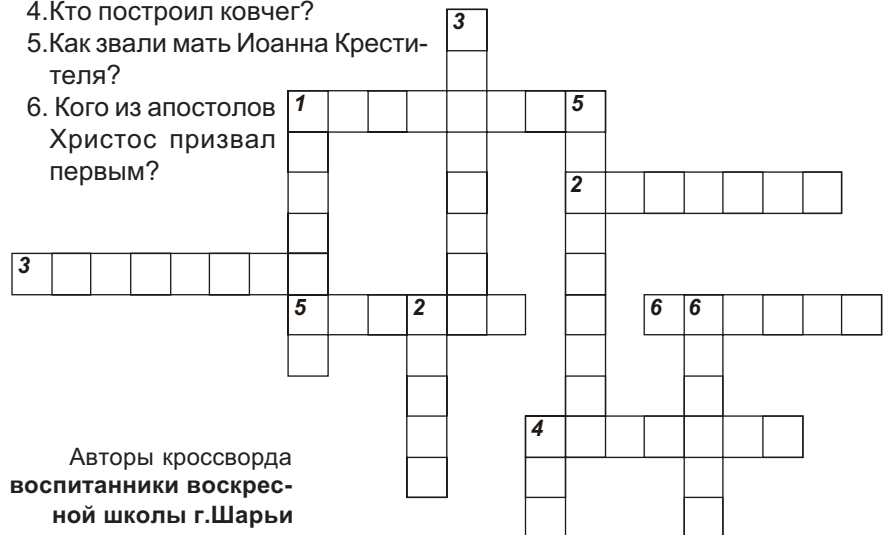 4.Кто построил ковчег?
5.Как звали мать Иоанна Крести-
теля?
6. Кого из апостолов
Христос призвал
первым?
3
1 5
2
3
5 2 6 6
4
Авторы кроссворда
воспитанники воскрес-
ной школы г.Шарьи